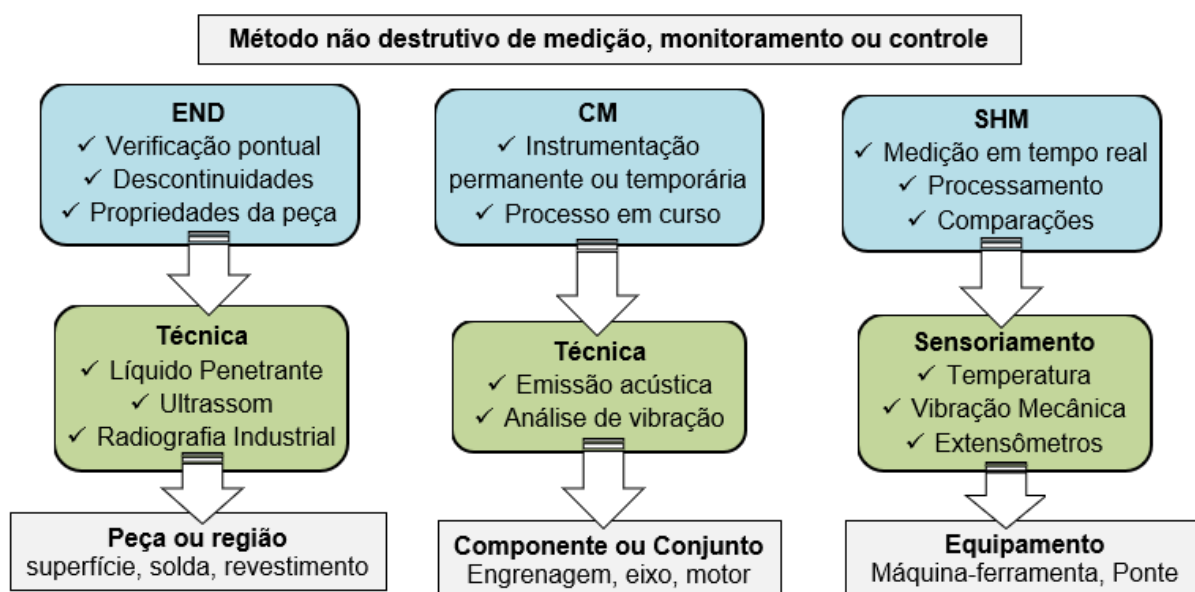 Método não destrutivo de medição, monitoramento ou controle
END
✓ Verificação pontual
✓ Descontinuidades
✓ Propriedades da peça
Técnica
✓ Líquido Penetrante
✓ Ultrassom
✓ Radiografia Industrial
Peça ou região
superfície, solda, revestimento
CM
✓ Instrumentação
permanente ou temporária
✓ Processo em curso
Técnica
✓ Emissão acústica
✓ Análise de vibração
Componente ou Conjunto
Engrenagem, eixo, motor
SHM
✓ Medição em tempo real
✓ Processamento
✓ Comparações
Sensoriamento
✓ Temperatura
✓ Vibração Mecânica
✓ Extensômetros
Equipamento
Máquina-ferramenta, Ponte